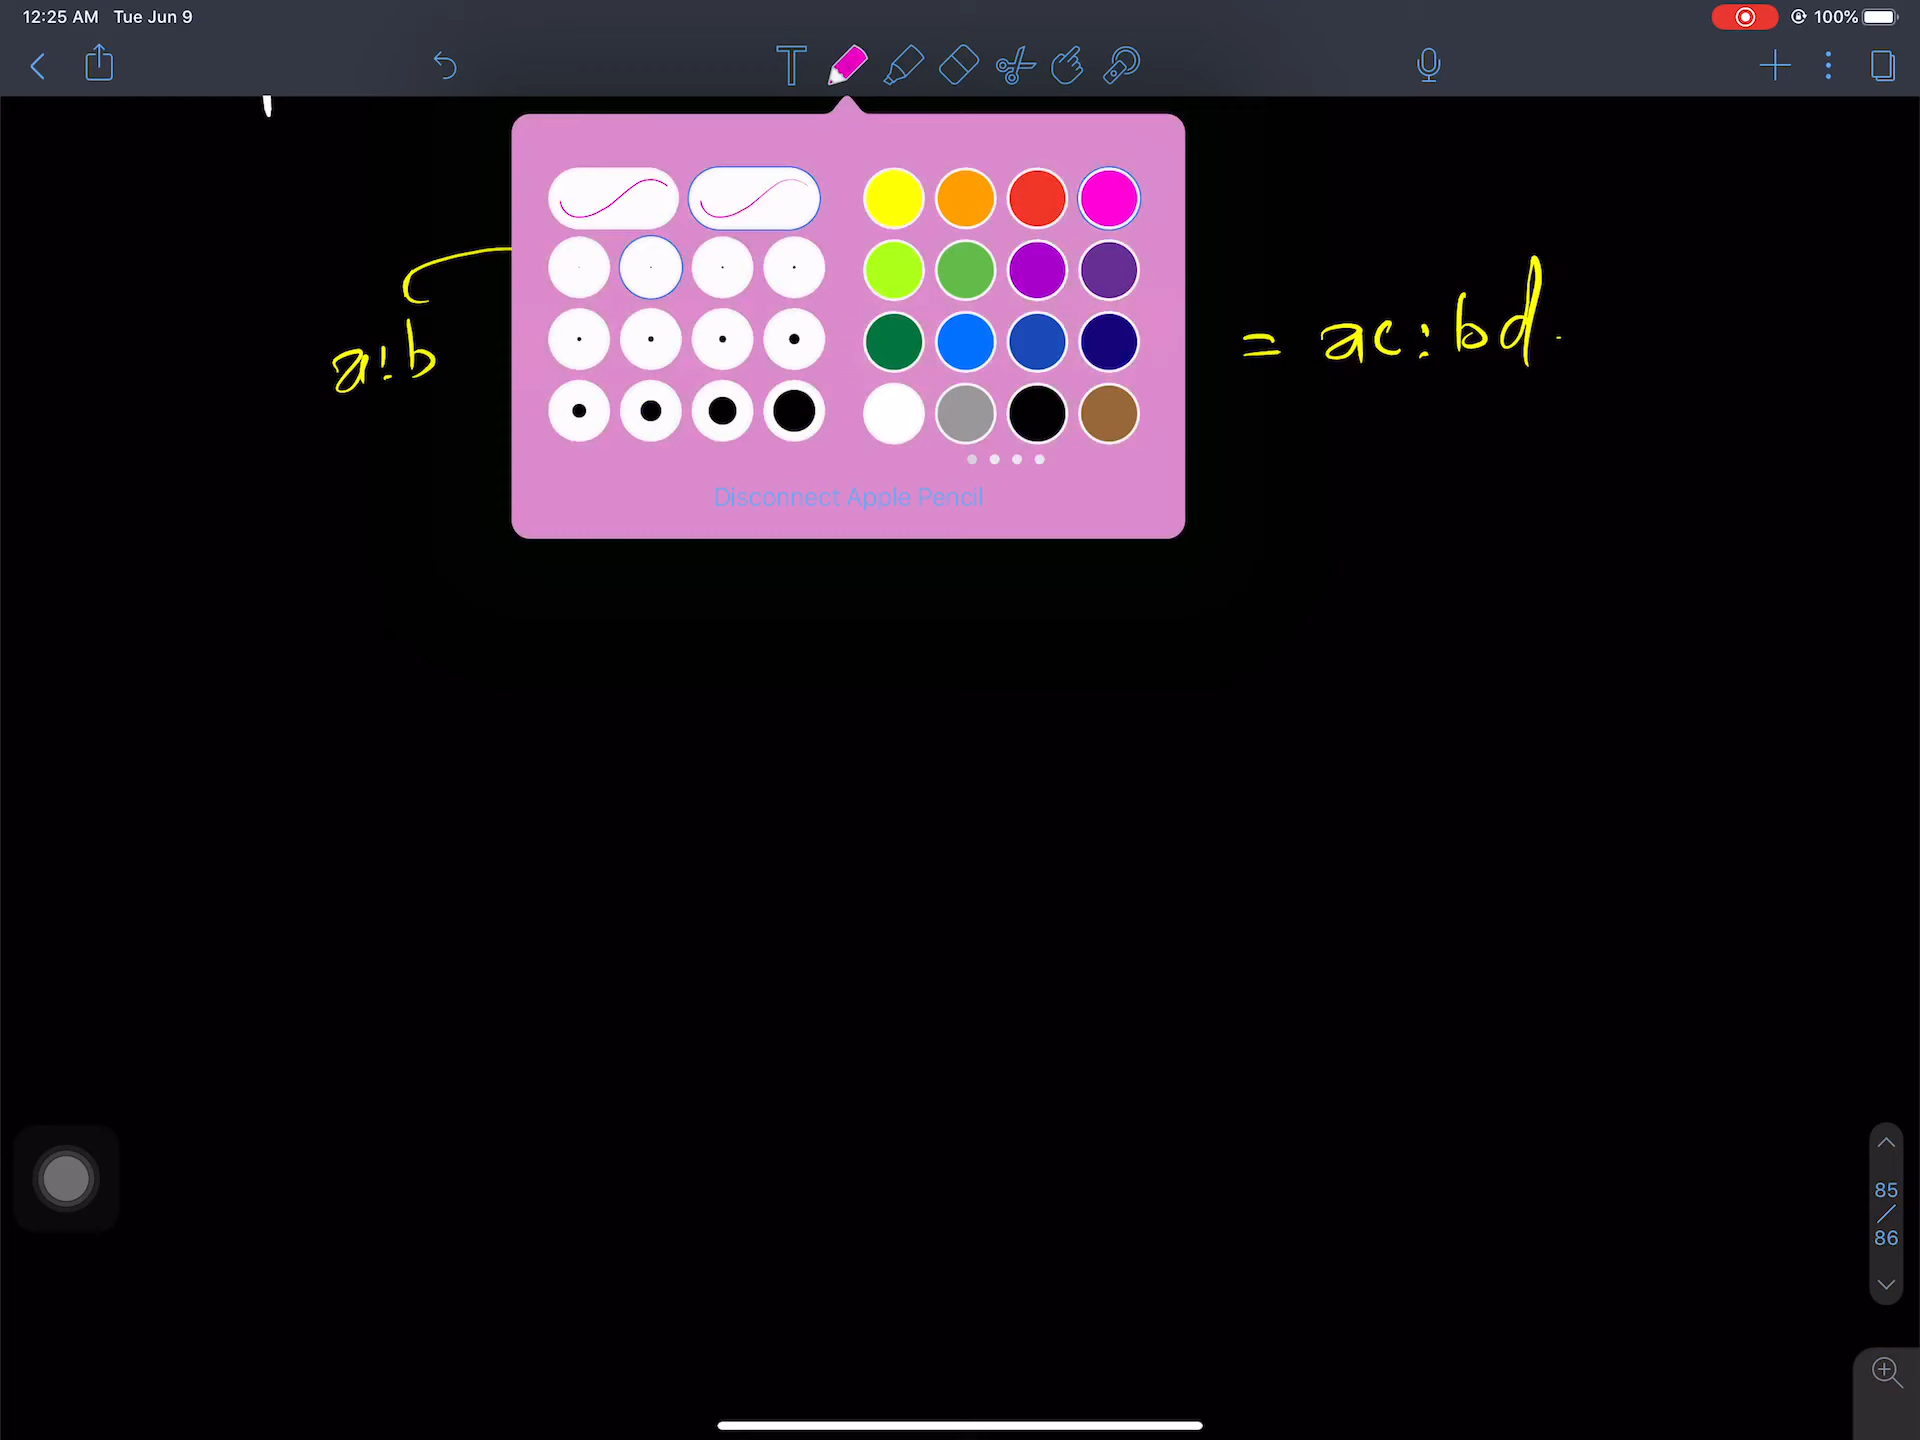 12:25 AM Tue Jun 9 100%
T
a:b = ac:bd.
Disconnect Apple Pencil
85
/
86